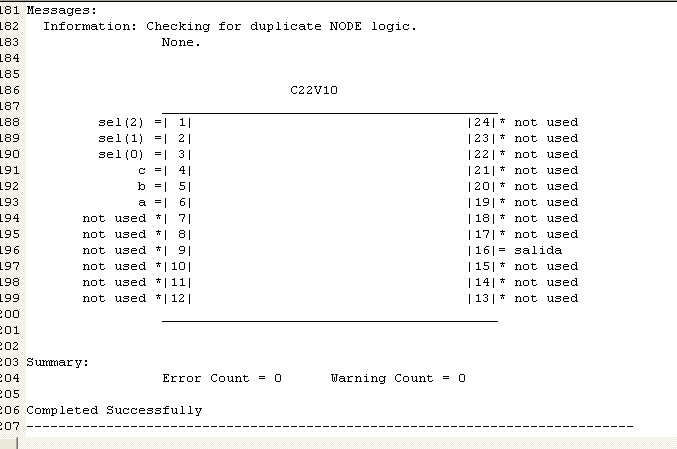 181 Messages:
182   Information: Checking for duplicate NODE logic.
183                  None.
184
185
186                                  C22V10
187                  __________________________________________
188          sel(2) =| 1|                                  |24|* not used
189          sel(1) =| 2|                                  |23|* not used
190          sel(0) =| 3|                                  |22|* not used
191               c =| 4|                                  |21|* not used
192               b =| 5|                                  |20|* not used
193               a =| 6|                                  |19|* not used
194        not used *| 7|                                  |18|* not used
195        not used *| 8|                                  |17|* not used
196        not used *| 9|                                  |16|= salida
197        not used *|10|                                  |15|* not used
198        not used *|11|                                  |14|* not used
199        not used *|12|                                  |13|* not used
200                  __________________________________________
201
202
203 Summary:
204                  Error Count = 0      Warning Count = 0
205
206 Completed Successfully
207 ----------------------------------------------------------------------------